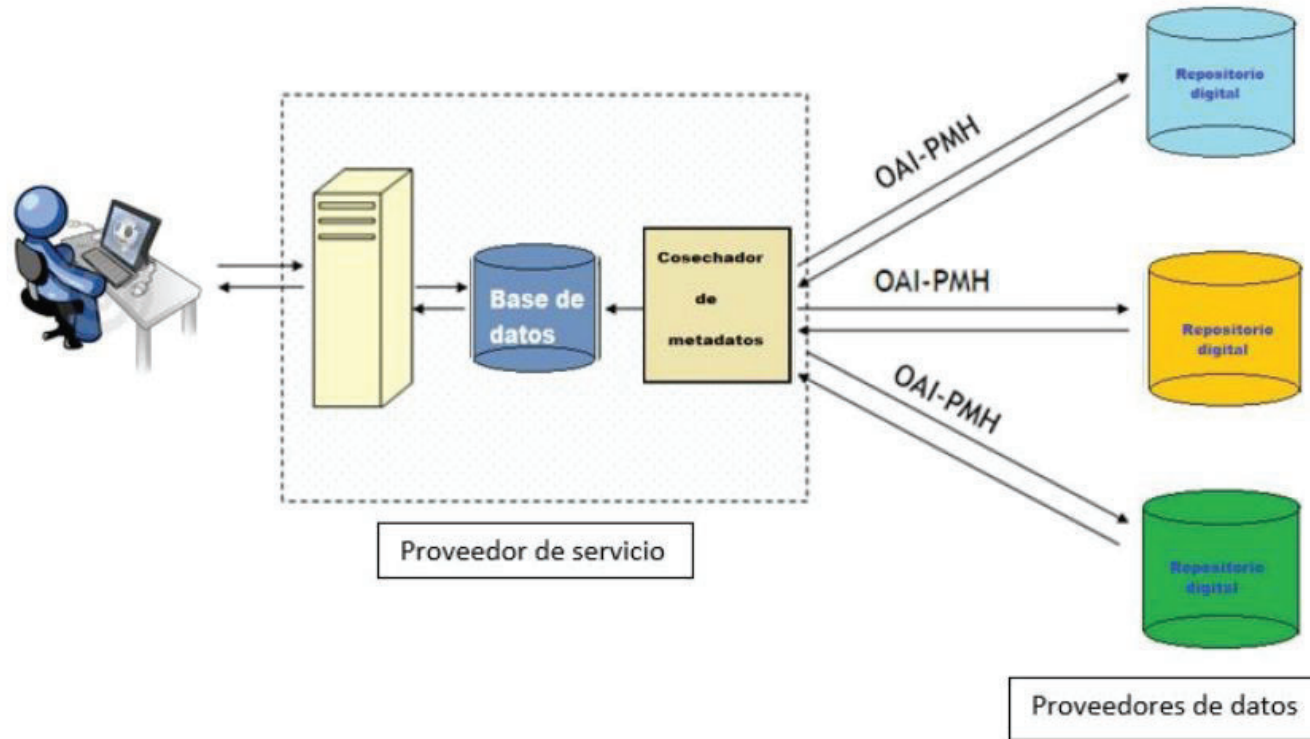 Repositorio
digital
OAI-PMH
Cosechador
de
metadatos
OAI-PMH
Base de
datos
Repositorio
digital
OAI-PMH
Proveedor de servicio
Repositorio
digital
Proveedores de datos